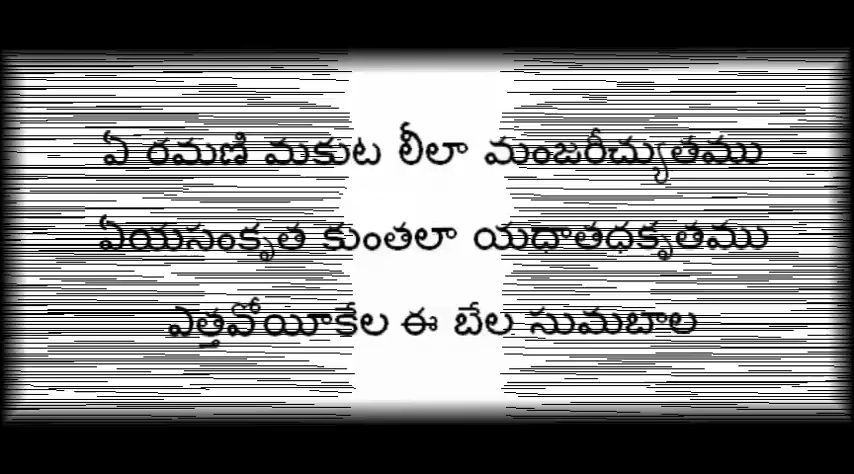 ఏ రమణి మకుట లీలా మంజరీచ్యుతము
ఏయసంకృత కుంతలా యధాతధకృతము
ఎత్తవోయీకేల ఈ బేల సుమబాల